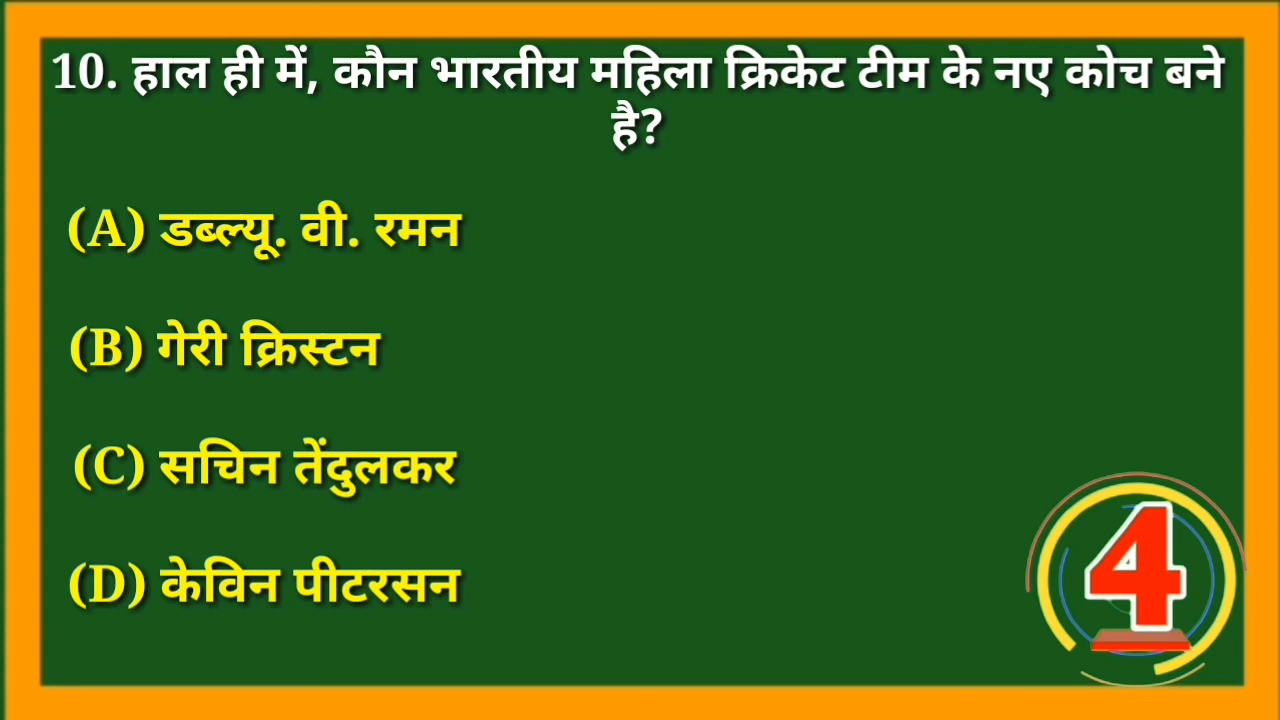 10. हाल ही में, कौन भारतीय महिला क्रिकेट टीम के नए कोच बने
है?
(A) डब्ल्यू. वी. रमन
(B) गेरी क्रिस्टन
(C) सचिन तेंदुलकर
(D) केविन पीटरसन
4